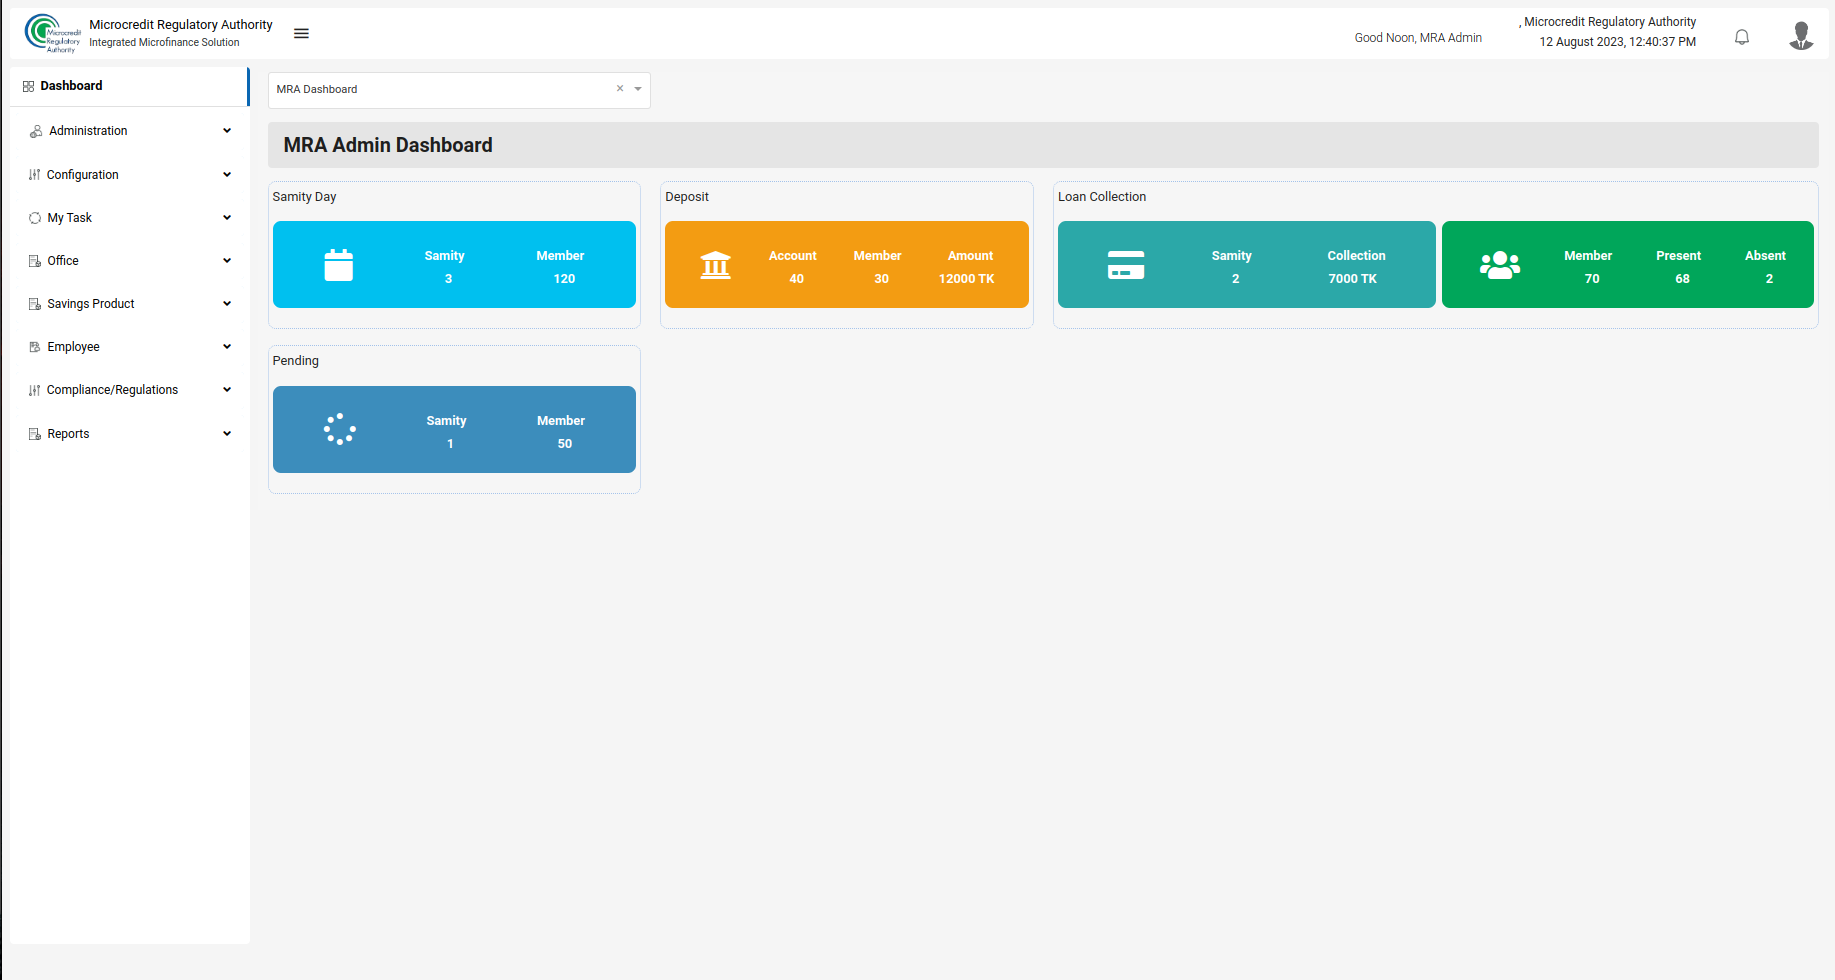 Microcredit
Regulatory
Authority
Microcredit Regulatory Authority
Integrated Microfinance Solution
Good Noon, MRA Admin
, Microcredit Regulatory Authority
12 August 2023, 12:40:37 PM
Dashboard
Administration
Configuration
My Task
Office
Savings Product
Employee
Compliance/Regulations
Reports
MRA Dashboard ×
MRA Admin Dashboard
Samity Day
Samity Member
3 120
Deposit
Account Member Amount
40 30 12000 TK
Loan Collection
Samity Collection
2 7000 TK
Member Present Absent
70 68 2
Pending
Samity Member
1 50